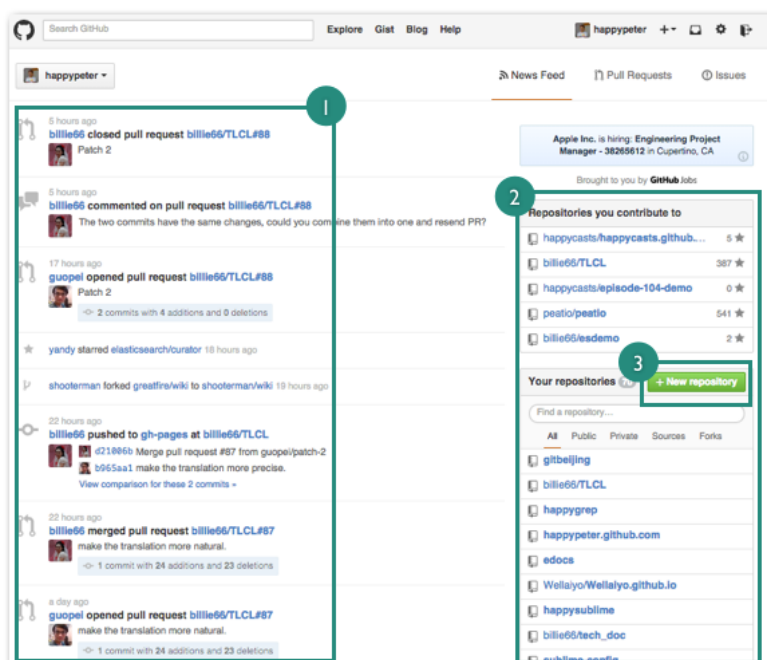 Search GitHub
Explore Gist Blog Help
happypeter
happypeter
News Feed
Pull Requests
Issues
1
5 hours ago
billie66 closed pull request billie66/TLCL#88
Patch 2
5 hours ago
billie66 commented on pull request billie66/TLCL#88
The two commits have the same changes, could you combine them into one and resend PR?
17 hours ago
guopei opened pull request billie66/TLCL#88
Patch 2
2 commits with 4 additions and 0 deletions
yandy starred elasticsearch/curator 18 hours ago
shooterman forked greatfire/wiki to shooterman/wiki 19 hours ago
22 hours ago
billie66 pushed to gh-pages at billie66/TLCL
d21006b Merge pull request #87 from guopei/patch-2
b965aa1 make the translation more precise.
View comparison for these 2 commits »
22 hours ago
billie66 merged pull request billie66/TLCL#87
make the translation more natural.
1 commit with 24 additions and 23 deletions
a day ago
guopei opened pull request billie66/TLCL#87
make the translation more natural.
1 commit with 24 additions and 23 deletions
Apple Inc. is hiring: Engineering Project
Manager - 38265612 in Cupertino, CA
Brought to you by GitHub Jobs
2
Repositories you contribute to
happycasts/happycasts.github.... 5
billie66/TLCL 387
happycasts/episode-104-demo 0
peatio/peatio 541
billie66/esdemo 2
3
Your repositories
+ New repository
Find a repository...
All Public Private Sources Forks
gitbeijing
billie66/TLCL
happygrep
happypeter.github.com
edocs
Wellaiyo/Wellaiyo.github.io
happysublime
billie66/tech_doc
sublime-config